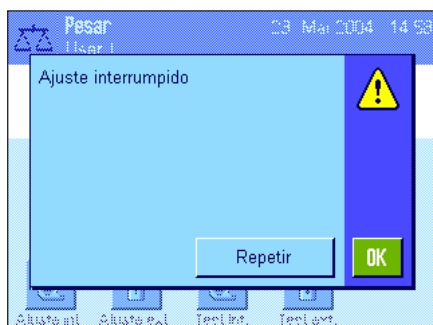 Pesar
23 Mar 2004 14:53
User 1
Ajuste interrumpido
Repetir
OK
Ajuste int.
Ajuste ext.
Test int.
Test ext.